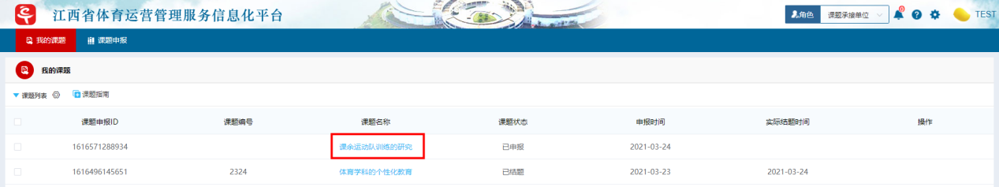 江西省体育运营管理服务信息化平台
角色 课题承接单位 0 TEST
我的课题 课题申报
我的课题
课题列表 课题指南
课题申报ID 课题编号 课题名称 课题状态 申报时间 实际结题时间 操作
1616571288934 课余运动队训练的研究 已申报 2021-03-24
1616496145651 2324 体育学科的个性化教育 已结题 2021-03-23 2021-03-24